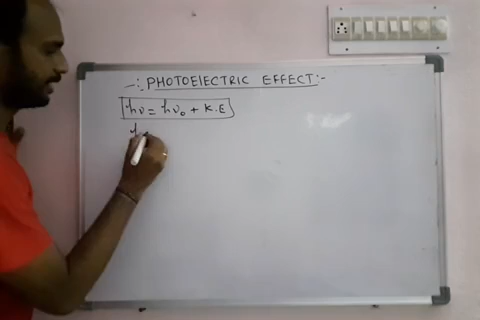 -: PHOTOELECTRIC EFFECT :-
hν = hν₀ + K.E
h